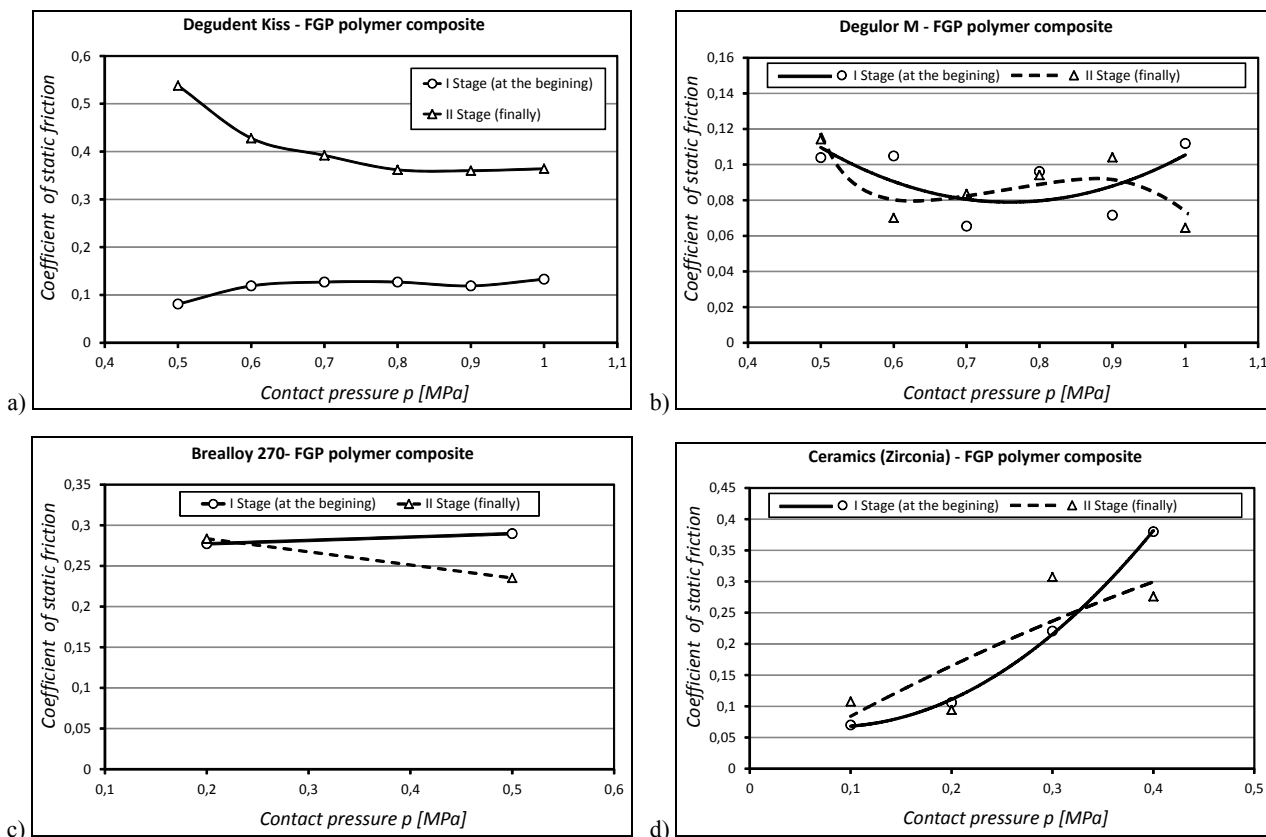 Degudent Kiss - FGP polymer composite
0,6
0,5
0,4
0,3
0,2
0,1
0
Coefficient of static friction
I Stage (at the begining)
II Stage (finally)
0,4 0,5 0,6 0,7 0,8 0,9 1 1,1
Contact pressure p [MPa]
a)
Degulor M - FGP polymer composite
0,16
0,14
0,12
0,1
0,08
0,06
0,04
0,02
0
Coefficient of static friction
I Stage (at the begining) II Stage (finally)
0,4 0,5 0,6 0,7 0,8 0,9 1 1,1
Contact pressure p [MPa]
b)
Brealloy 270- FGP polymer composite
0,35
0,3
0,25
0,2
0,15
0,1
0,05
0
Coefficient of static friction
I Stage (at the begining) II Stage (finally)
0,1 0,2 0,3 0,4 0,5 0,6
Contact pressure p [MPa]
c)
Ceramics (Zirconia) - FGP polymer composite
0,45
0,4
0,35
0,3
0,25
0,2
0,15
0,1
0,05
0
Coefficient of static friction
I Stage (at the begining) II Stage (finally)
0 0,1 0,2 0,3 0,4 0,5
Contact pressure p [MPa]
d)